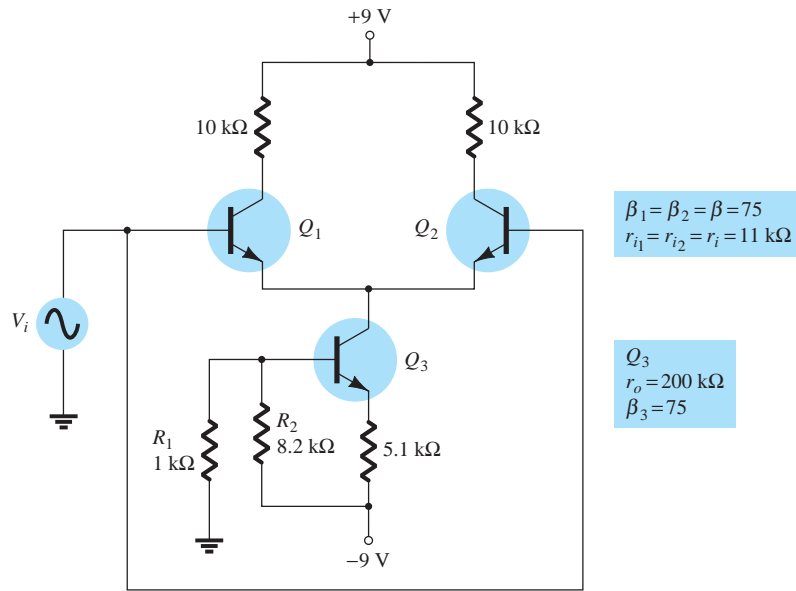 +9 V
10 kΩ
10 kΩ
Q1
Q2
β1 = β2 = β = 75
ri1 = ri2 = ri = 11 kΩ
Vi
Q3
Q3
ro = 200 kΩ
β3 = 75
R1
1 kΩ
R2
8.2 kΩ
5.1 kΩ
−9 V